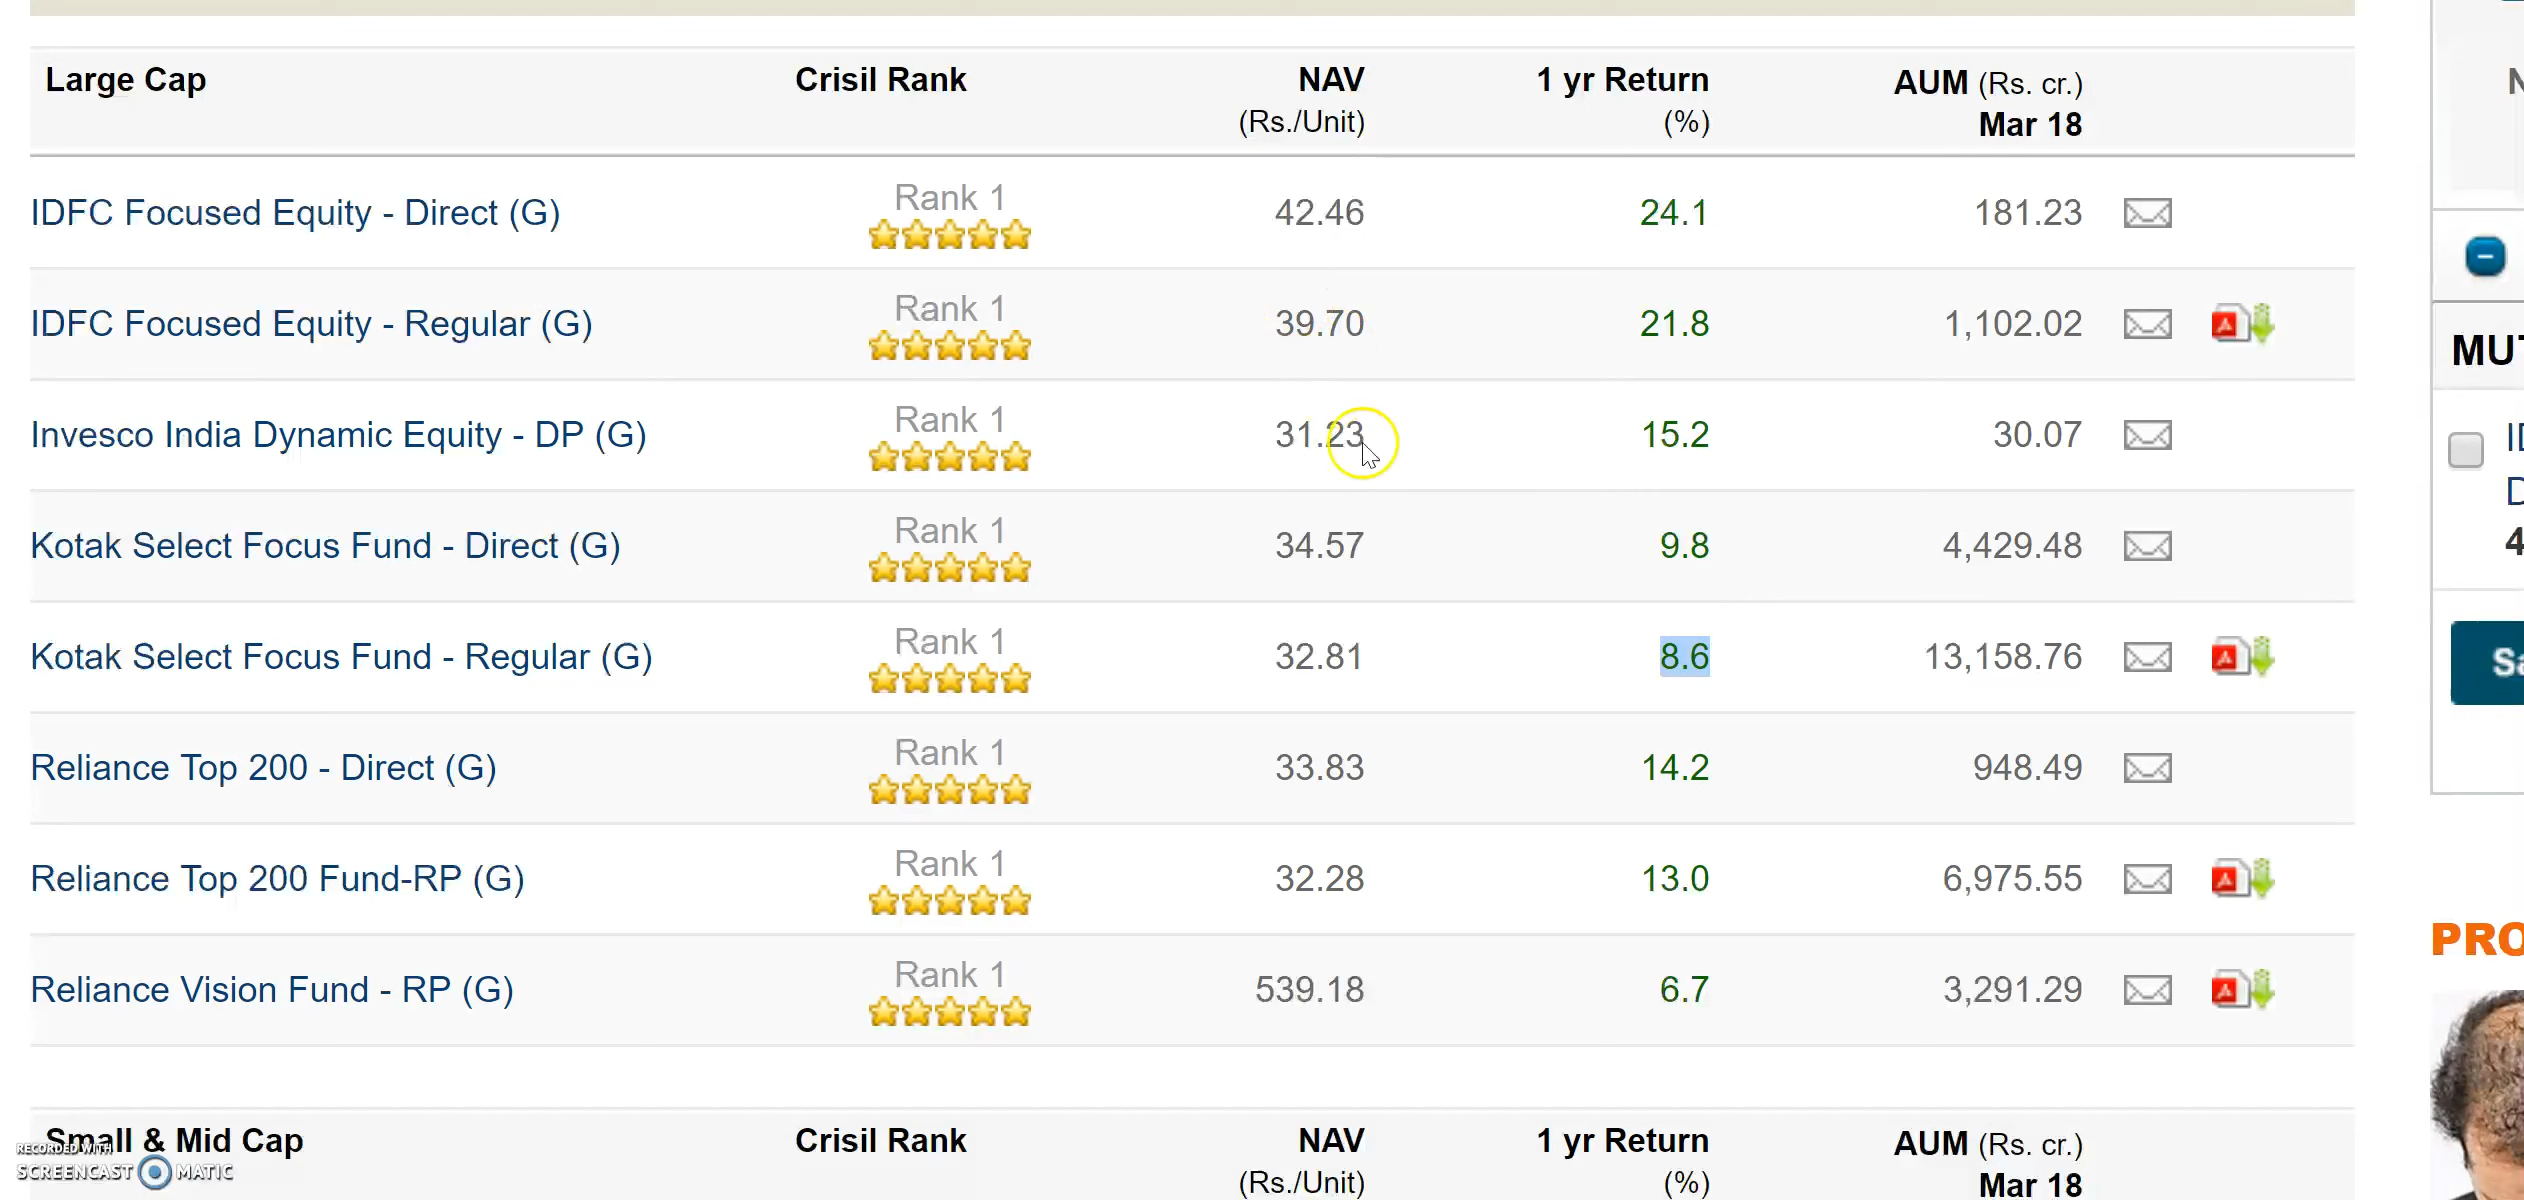 Large Cap Crisil Rank NAV 1 yr Return AUM (Rs. cr.)
(Rs./Unit) (%) Mar 18
IDFC Focused Equity - Direct (G) Rank 1 42.46 24.1 181.23
IDFC Focused Equity - Regular (G) Rank 1 39.70 21.8 1,102.02
Invesco India Dynamic Equity - DP (G) Rank 1 31.23 15.2 30.07
Kotak Select Focus Fund - Direct (G) Rank 1 34.57 9.8 4,429.48
Kotak Select Focus Fund - Regular (G) Rank 1 32.81 8.6 13,158.76
Reliance Top 200 - Direct (G) Rank 1 33.83 14.2 948.49
Reliance Top 200 Fund-RP (G) Rank 1 32.28 13.0 6,975.55
Reliance Vision Fund - RP (G) Rank 1 539.18 6.7 3,291.29
Small & Mid Cap Crisil Rank NAV 1 yr Return AUM (Rs. cr.)
(Rs./Unit) (%) Mar 18
RECORDED WITH
SCREENCAST MATIC